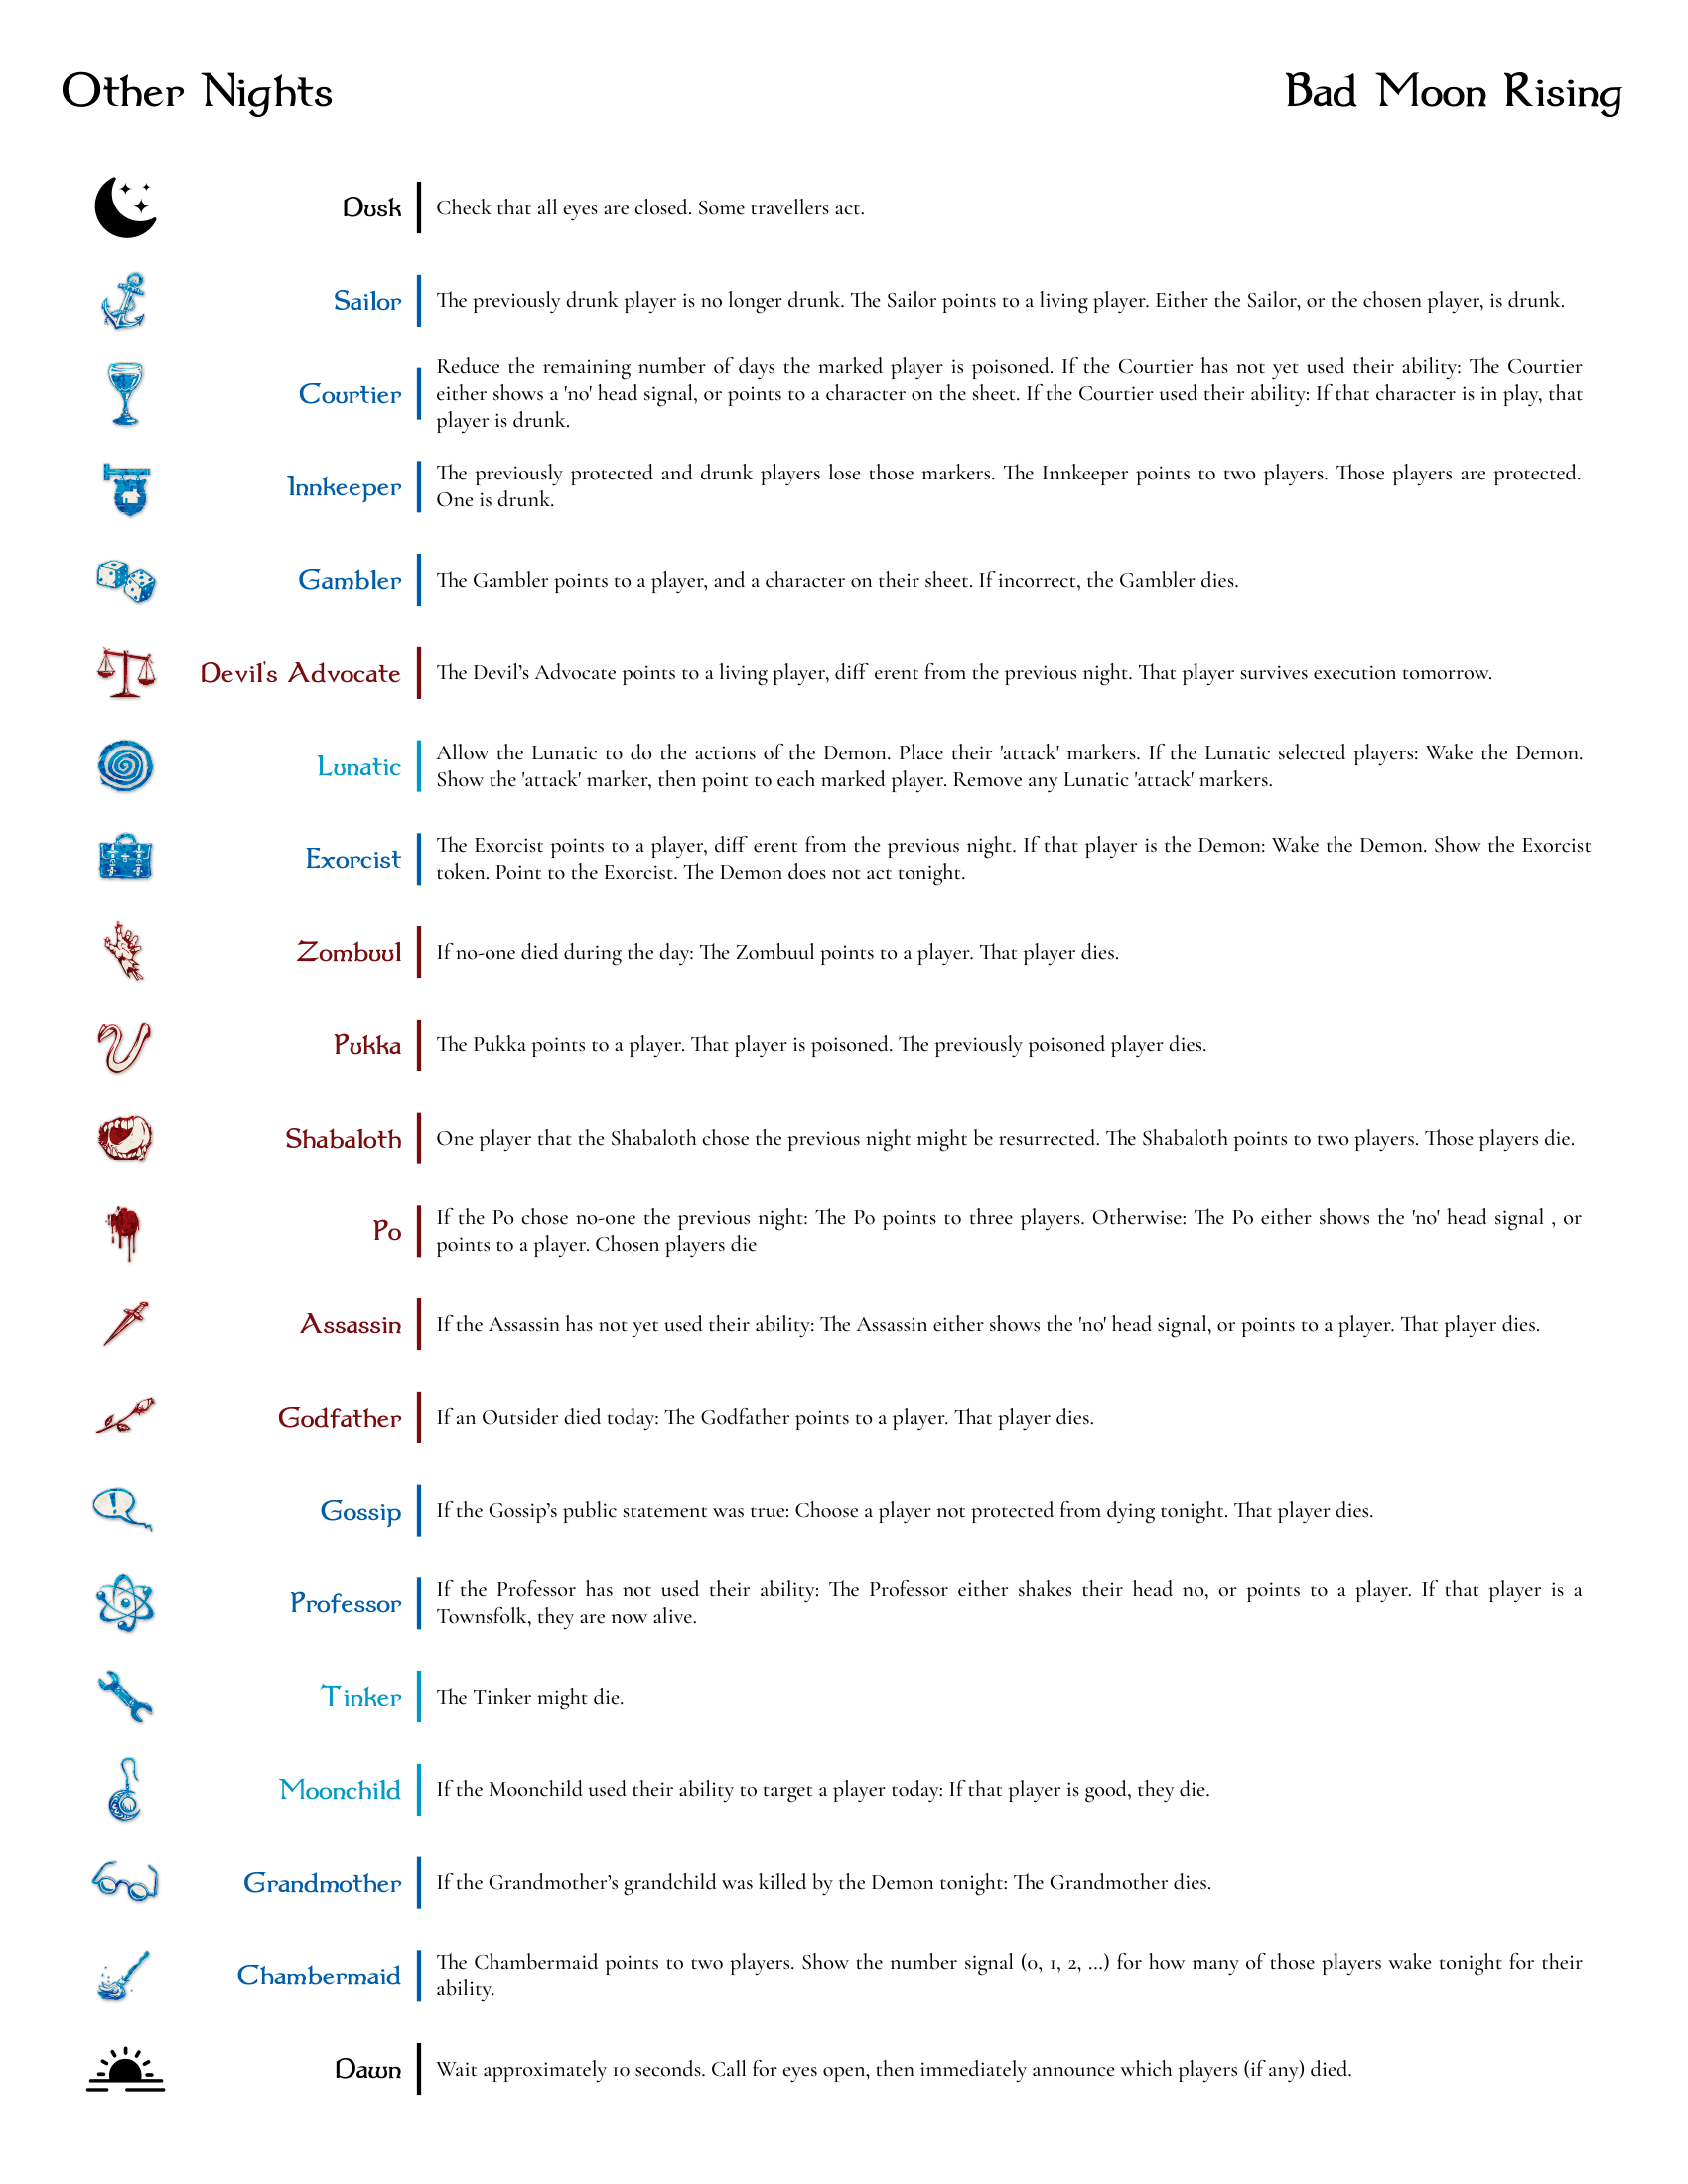 Other Nights
Bad Moon Rising
Dusk
Check that all eyes are closed. Some travellers act.
Sailor
The previously drunk player is no longer drunk. The Sailor points to a living player. Either the Sailor, or the chosen player, is drunk.
Courtier
Reduce the remaining number of days the marked player is poisoned. If the Courtier has not yet used their ability: The Courtier
either shows a 'no' head signal, or points to a character on the sheet. If the Courtier used their ability: If that character is in play, that
player is drunk.
Innkeeper
The previously protected and drunk players lose those markers. The Innkeeper points to two players. Those players are protected.
One is drunk.
Gambler
The Gambler points to a player, and a character on their sheet. If incorrect, the Gambler dies.
Devil's Advocate
The Devil’s Advocate points to a living player, diff erent from the previous night. That player survives execution tomorrow.
Lunatic
Allow the Lunatic to do the actions of the Demon. Place their 'attack' markers. If the Lunatic selected players: Wake the Demon.
Show the 'attack' marker, then point to each marked player. Remove any Lunatic 'attack' markers.
Exorcist
The Exorcist points to a player, diff erent from the previous night. If that player is the Demon: Wake the Demon. Show the Exorcist
token. Point to the Exorcist. The Demon does not act tonight.
Zombuul
If no-one died during the day: The Zombuul points to a player. That player dies.
Pukka
The Pukka points to a player. That player is poisoned. The previously poisoned player dies.
Shabaloth
One player that the Shabaloth chose the previous night might be resurrected. The Shabaloth points to two players. Those players die.
Po
If the Po chose no-one the previous night: The Po points to three players. Otherwise: The Po either shows the 'no' head signal , or
points to a player. Chosen players die
Assassin
If the Assassin has not yet used their ability: The Assassin either shows the 'no' head signal, or points to a player. That player dies.
Godfather
If an Outsider died today: The Godfather points to a player. That player dies.
Gossip
If the Gossip’s public statement was true: Choose a player not protected from dying tonight. That player dies.
Professor
If the Professor has not used their ability: The Professor either shakes their head no, or points to a player. If that player is a
Townsfolk, they are now alive.
Tinker
The Tinker might die.
Moonchild
If the Moonchild used their ability to target a player today: If that player is good, they die.
Grandmother
If the Grandmother’s grandchild was killed by the Demon tonight: The Grandmother dies.
Chambermaid
The Chambermaid points to two players. Show the number signal (0, 1, 2, ...) for how many of those players wake tonight for their
ability.
Dawn
Wait approximately 10 seconds. Call for eyes open, then immediately announce which players (if any) died.